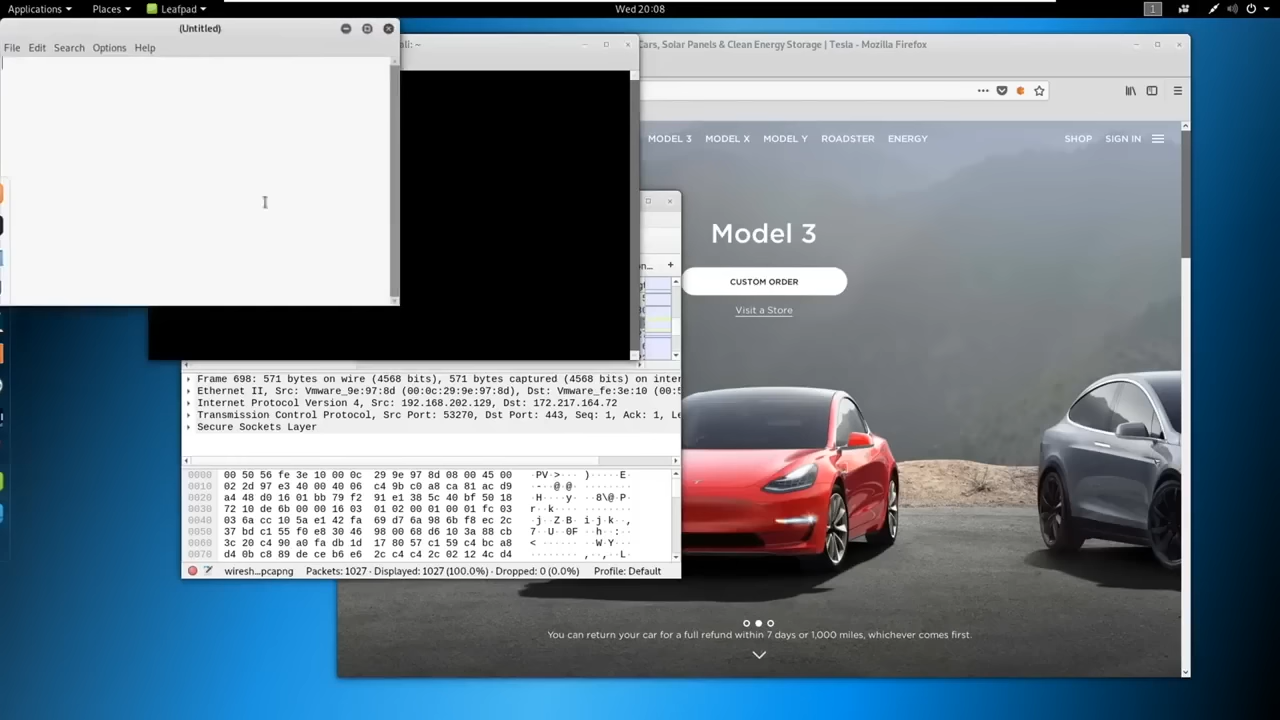 Applications Places Leafpad Wed 20:08 1
(Untitled)
File Edit Search Options Help
li: ~
Cars, Solar Panels & Clean Energy Storage | Tesla - Mozilla Firefox
MODEL 3 MODEL X MODEL Y ROADSTER ENERGY SHOP SIGN IN
Model 3
CUSTOM ORDER
Visit a Store
Frame 698: 571 bytes on wire (4568 bits), 571 bytes captured (4568 bits) on inter
Ethernet II, Src: Vmware_9e:97:8d (00:0c:29:9e:97:8d), Dst: Vmware_fe:3e:10 (00:5
Internet Protocol Version 4, Src: 192.168.202.129, Dst: 172.217.164.72
Transmission Control Protocol, Src Port: 53270, Dst Port: 443, Seq: 1, Ack: 1, Le
Secure Sockets Layer
0000 00 50 56 fe 3e 10 00 0c 29 9e 97 8d 08 00 45 00 ·PV·>··· )·····E·
0010 02 2d 97 e3 40 00 40 06 c4 9b c0 a8 ca 81 ac d9
0020 a4 48 d0 16 01 bb 79 f2 91 e1 38 5c 40 bf 50 18
0030 72 10 de 6b 00 00 16 03 01 02 00 01 00 01 fc 03
0040 03 6a cc 10 5a e1 42 fa 69 d7 6a 98 6b f8 ec 2c
0050 37 bd c1 55 f0 e8 30 46 98 00 68 d6 10 3a 88 cb
0060 3c 20 c4 90 a0 fa db 1d 17 80 57 c1 59 c4 bc a8
0070 d4 0b c8 89 de ce b6 e6 2c c4 c4 2c 02 12 4c d4
wiresh...pcapng Packets: 1027 · Displayed: 1027 (100.0%) · Dropped: 0 (0.0%) Profile: Default
You can return your car for a full refund within 7 days or 1,000 miles, whichever comes first.